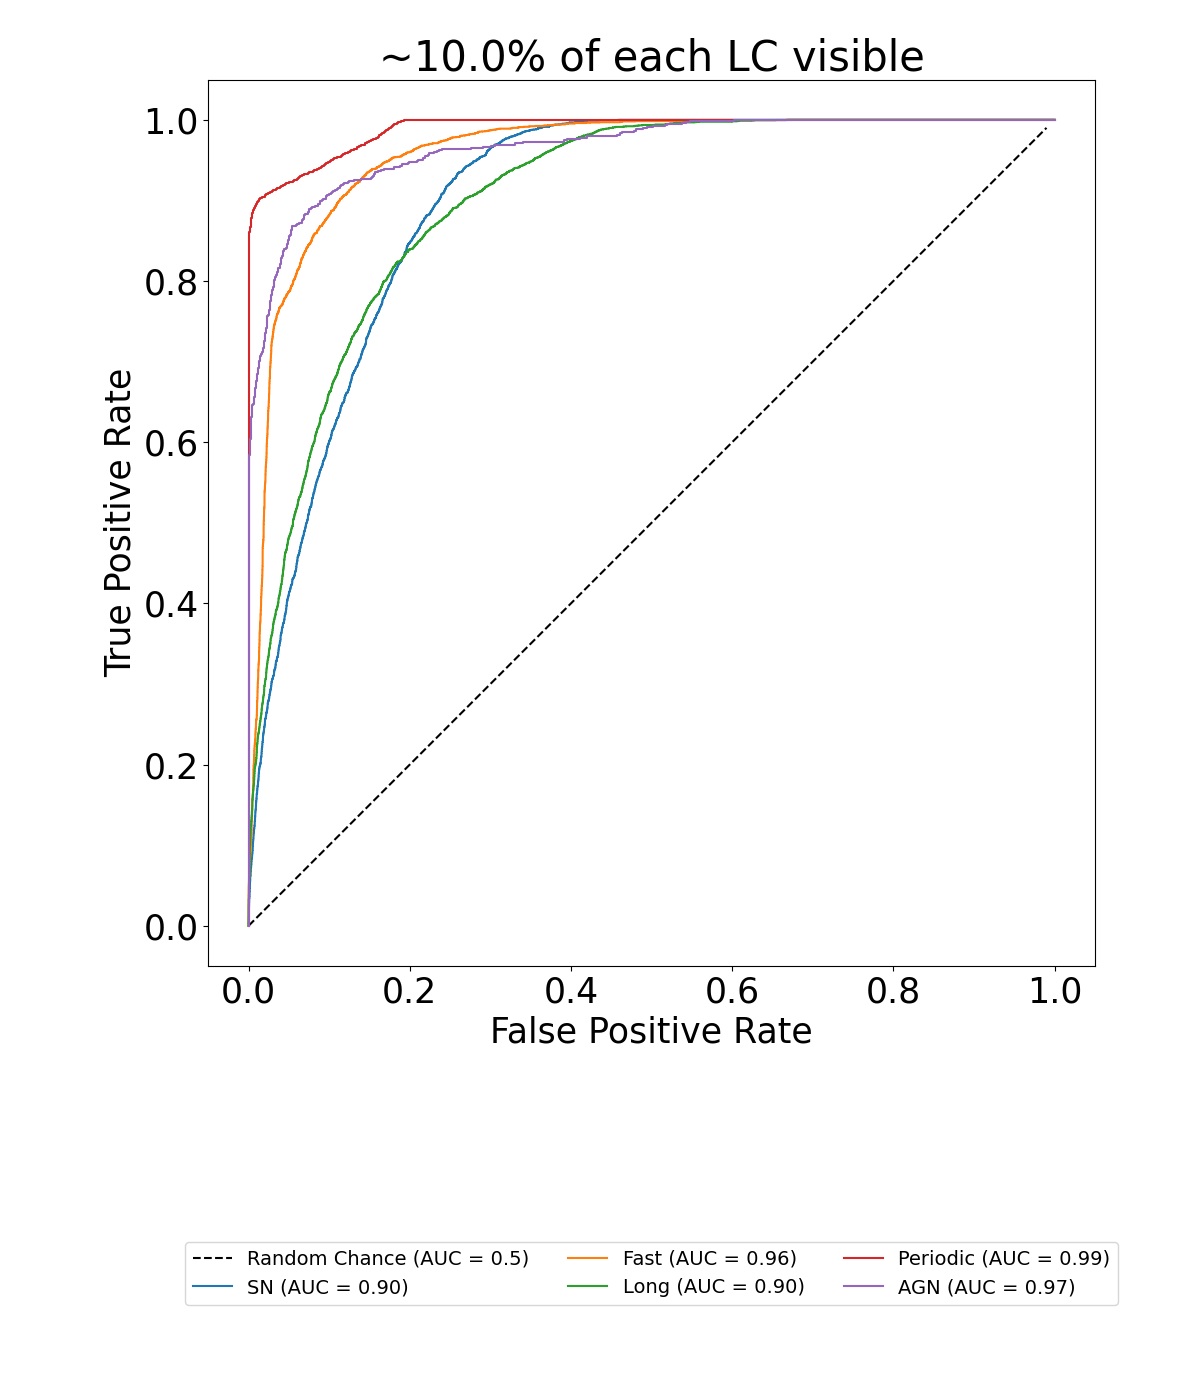 ~10.0% of each LC visible
True Positive Rate
1.0
0.8
0.6
0.4
0.2
0.0
0.0 0.2 0.4 0.6 0.8 1.0
False Positive Rate
Random Chance (AUC = 0.5) Fast (AUC = 0.96) Periodic (AUC = 0.99)
SN (AUC = 0.90) Long (AUC = 0.90) AGN (AUC = 0.97)